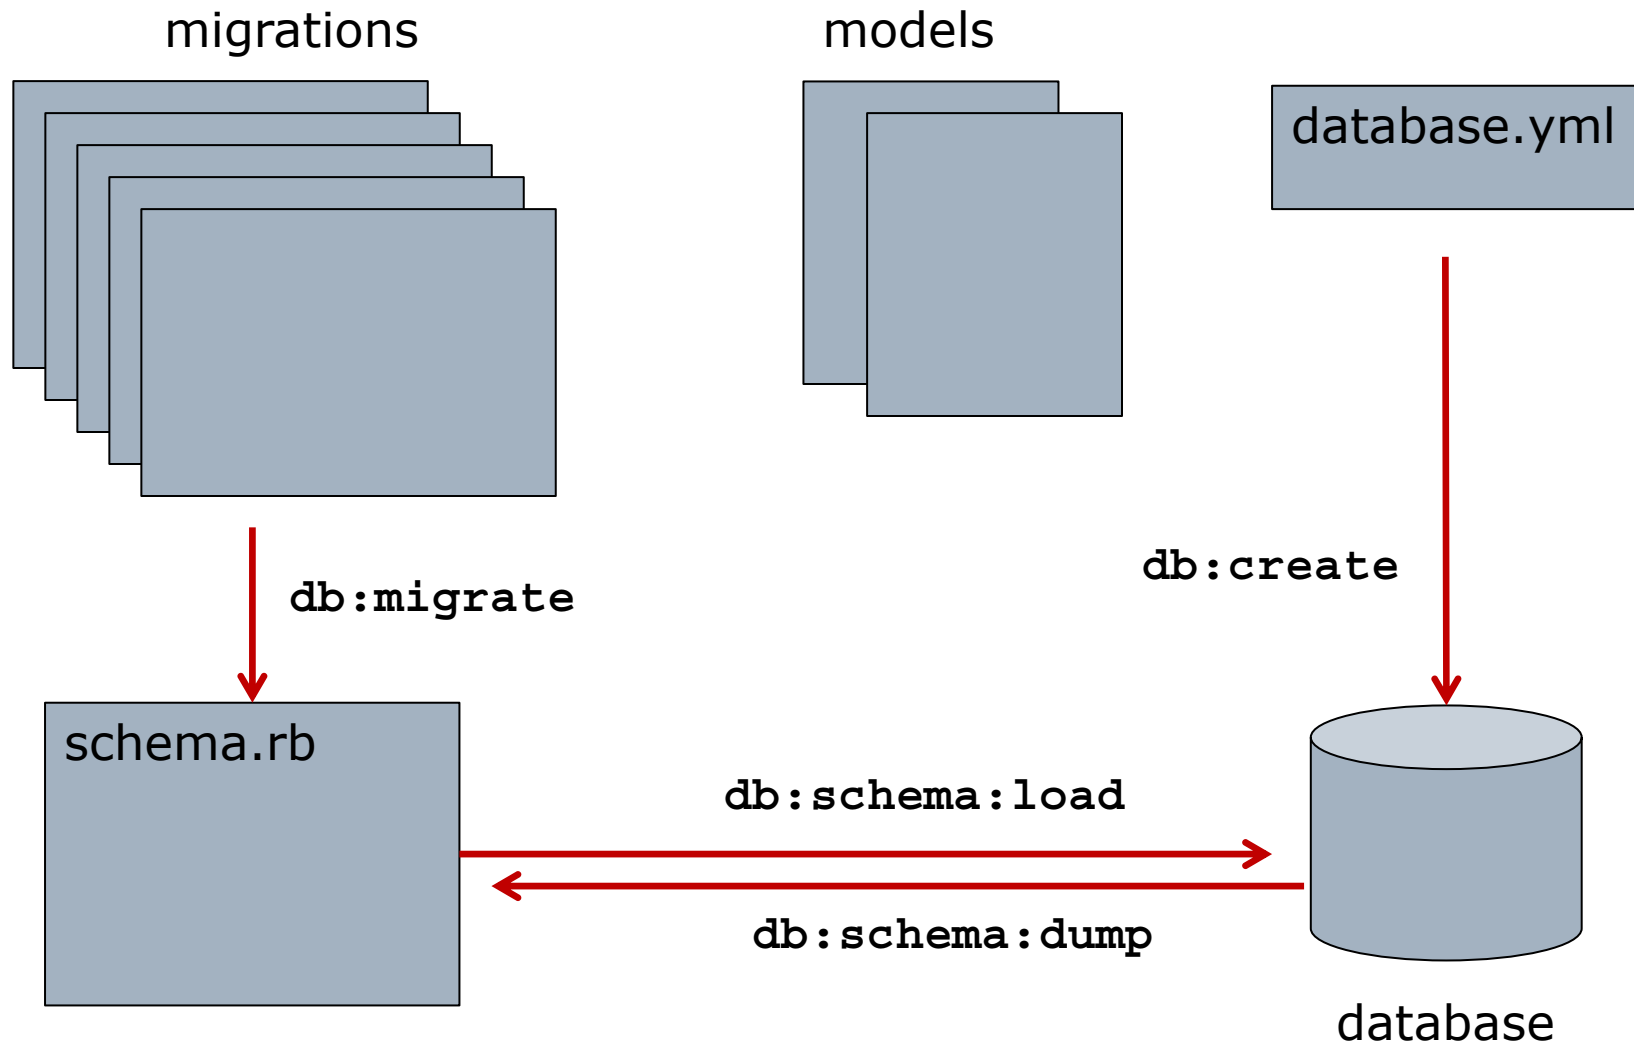 migrations
models
database.yml
db:create
db:migrate
schema.rb
db:schema:load
db:schema:dump
database